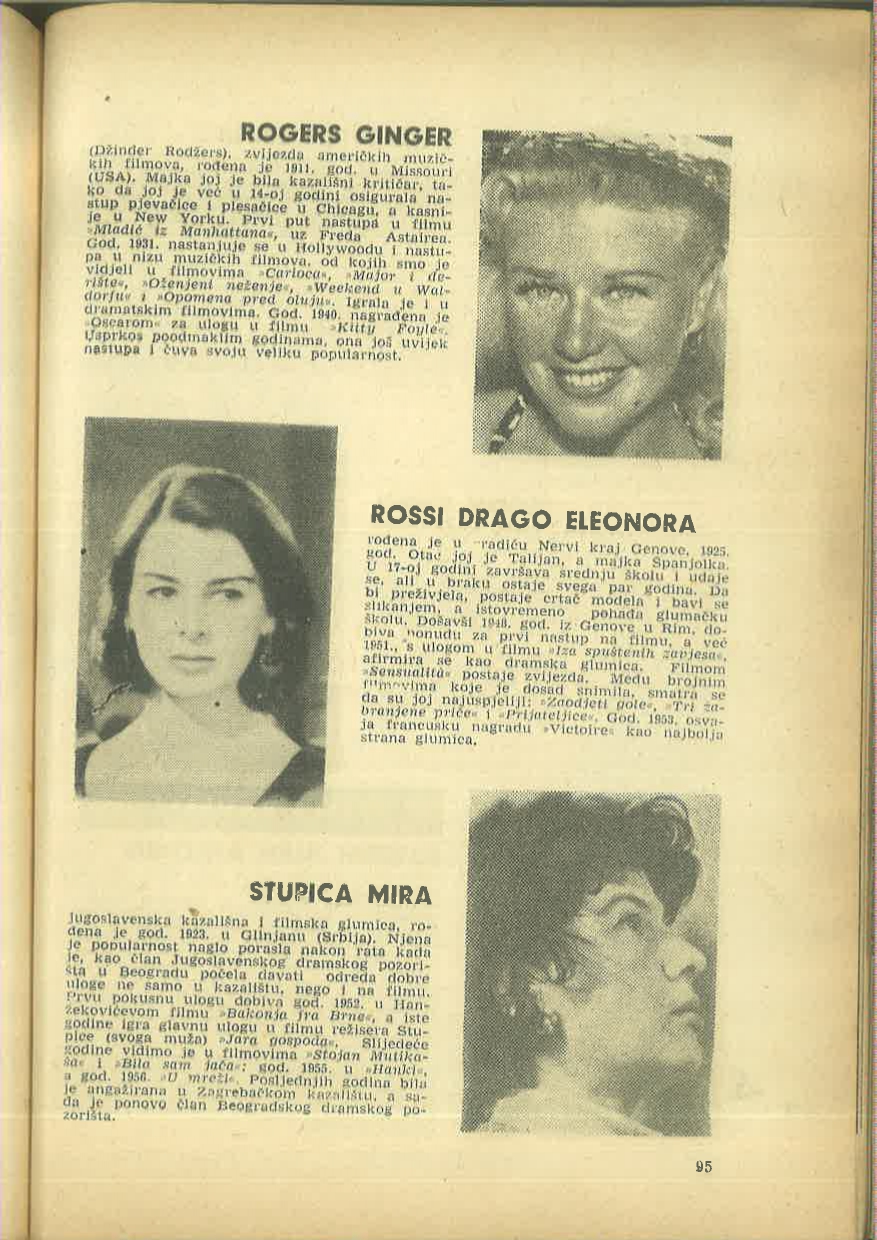 ROGERS GINGER
(Džinder Rodžers), zvijezda američkih muzič-
kih filmova, rođena je 1911. god. u Missouri
(USA). Majka joj je bila kazališni kritičar, ta-
ko da joj je već u 14-oj godini osigurala na-
stup pjevačice i plesačice u Chicagu, a kasni-
je u New Yorku. Prvi put nastupa u filmu
»Mladić iz Manhattana«, uz Freda Astairea.
God. 1931. nastanjuje se u Hollywoodu i nastu-
pa u nizu muzičkih filmova, od kojih smo je
vidjeli u filmovima »Carioca«, »Major i de-
rište«, »Oženjeni neženje«, »Weekend u Wal-
dorfu« i »Opomena pred oluju«. Igrala je i u
dramatskim filmovima. God. 1940. nagrađena je
»Oscarom« za ulogu u filmu »Kitty Foyle«.
Usprkos poodmaklim godinama, ona još uvijek
nastupa i čuva svoju veliku popularnost.
ROSSI DRAGO ELEONORA
rođena je u radiću Nervi kraj Genove, 1925.
god. Otac joj je Talijan, a majka Španjolka.
U 17-oj godini završava srednju školu i udaje
se, ali u braku ostaje svega par godina. Da
bi preživjela, postaje crtač modela i bavi se
slikanjem, a istovremeno pohađa glumačku
školu. Došavši 1948. god. iz Genove u Rim, do-
biva ponudu za prvi nastup na filmu, a već
1951., s ulogom u filmu »Iza spuštenih zavjesa«,
afirmira se kao dramska glumica. Filmom
»Sensualità« postaje zvijezda. Među brojnim
filmovima koje je dosad snimila, smatra se
da su joj najuspjeliji: »Zaodjeti gole«, »Tri za-
branjene priče« i »Prijateljice«. God. 1953. osva-
ja francusku nagradu »Victoire« kao najbolja
strana glumica.
STUPICA MIRA
Jugoslavenska kazališna i filmska glumica, ro-
đena je god. 1923. u Glinjanu (Srbija). Njena
je popularnost naglo porasla nakon rata kada
je, kao član Jugoslavenskog dramskog pozori-
šta u Beogradu počela davati odreda dobre
uloge ne samo u kazalištu, nego i na filmu.
Prvu pokusnu ulogu dobiva god. 1952. u Han-
žekovićevom filmu »Bakonja fra Brne«, a iste
godine igra glavnu ulogu u filmu režisera Stu-
pice (svoga muža) »Jara gospoda«. Slijedeće
godine vidimo je u filmovima »Stojan Mutika-
ša« i »Bila sam jača«; god. 1955. u »Hanki«,
a god. 1956. »U mreži«. Posljednjih godina bila
je angažirana u Zagrebačkom kazalištu, a sa-
da je ponovo član Beogradskog dramskog po-
zorišta.
95